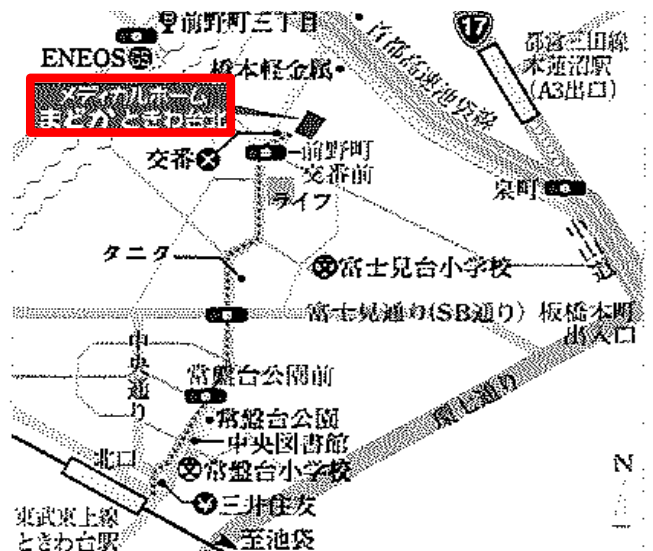 前野町三丁目
17
ENEOS
橋本軽金属
首都高速池袋線
都営三田線
本蓮沼駅
(A3出口)
メディカルホーム
まどか ときわ台北
交番
前野町
交番前
泉町
ライフ
タニタ
富士見台小学校
富士見通り(SB通り)
板橋本町
出入口
中央通り
常盤台公園前
環七通り
常盤台公園
中央図書館
北口
常盤台小学校
N
三井住友
東武東上線
ときわ台駅
至池袋